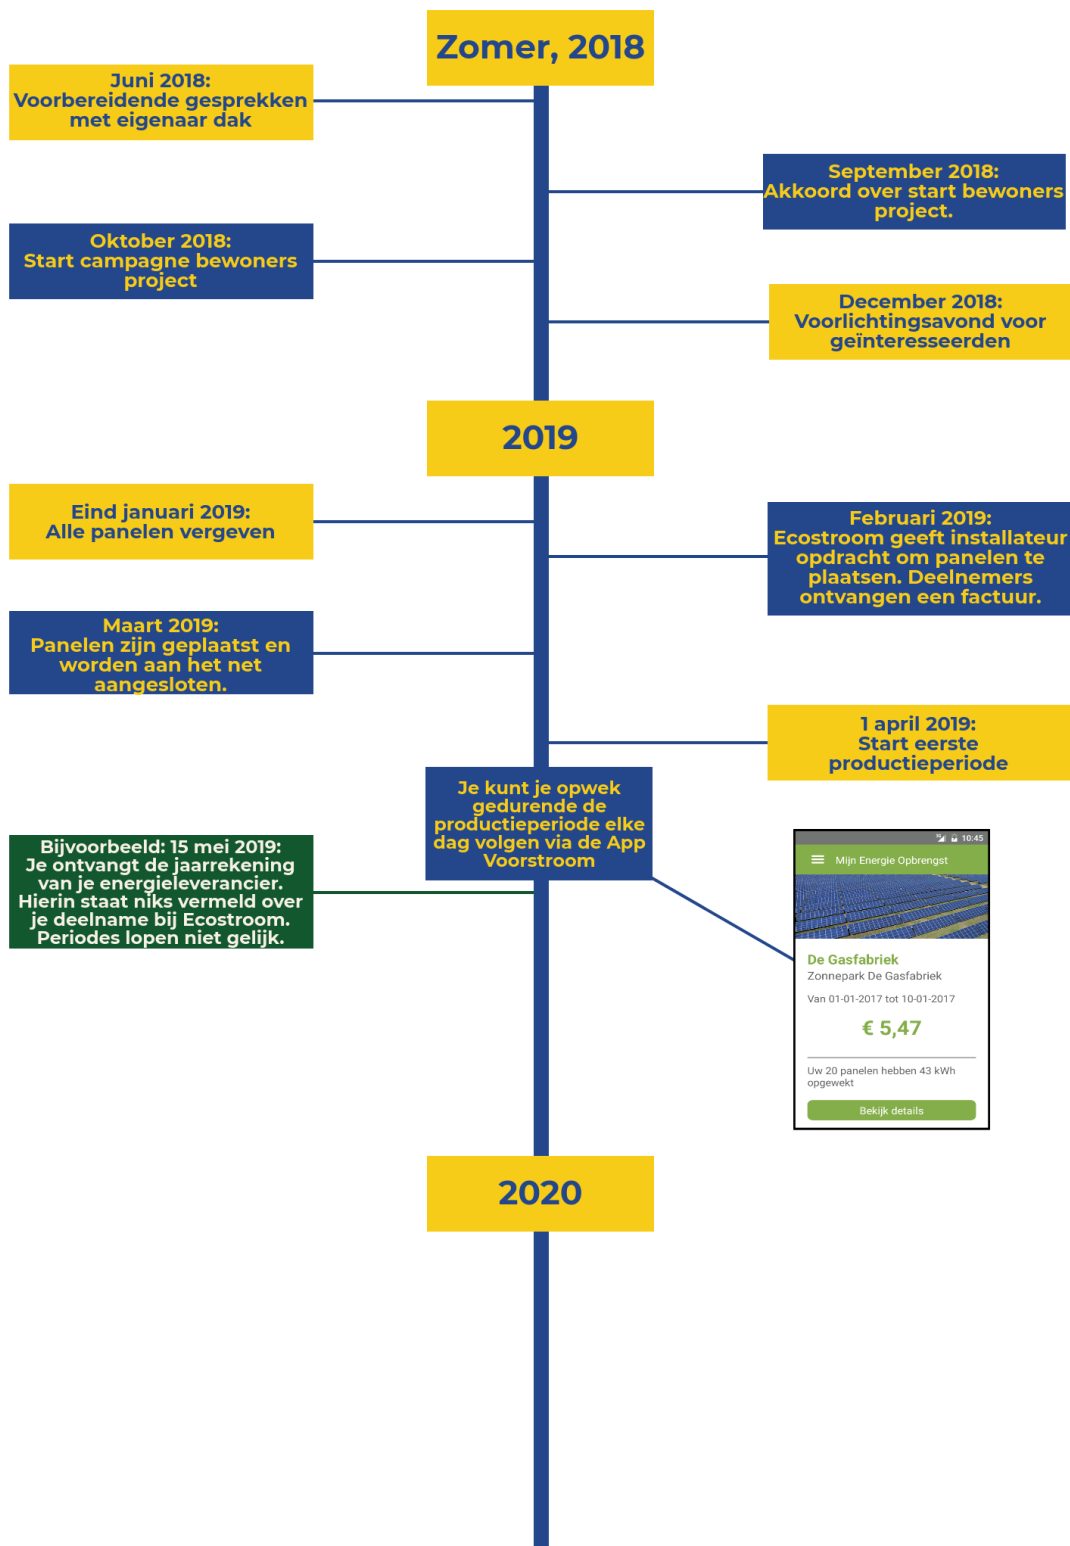 Zomer, 2018
Juni 2018:
Voorbereidende gesprekken
met eigenaar dak
September 2018:
Akkoord over start bewoners
project.
Oktober 2018:
Start campagne bewoners
project
December 2018:
Voorlichtingsavond voor
geïnteresseerden
2019
Eind januari 2019:
Alle panelen vergeven
Februari 2019:
Ecostroom geeft installateur
opdracht om panelen te
plaatsen. Deelnemers
ontvangen een factuur.
Maart 2019:
Panelen zijn geplaatst en
worden aan het net
aangesloten.
1 april 2019:
Start eerste
productieperiode
Je kunt je opwek
gedurende de
productieperiode elke
dag volgen via de App
Voorstroom
Bijvoorbeeld: 15 mei 2019:
Je ontvangt de jaarrekening
van je energieleverancier.
Hierin staat niks vermeld over
je deelname bij Ecostroom.
Periodes lopen niet gelijk.
10:45
Mijn Energie Opbrengst
De Gasfabriek
Zonnepark De Gasfabriek
Van 01-01-2017 tot 10-01-2017
€ 5,47
Uw 20 panelen hebben 43 kWh
opgewekt
Bekijk details
2020